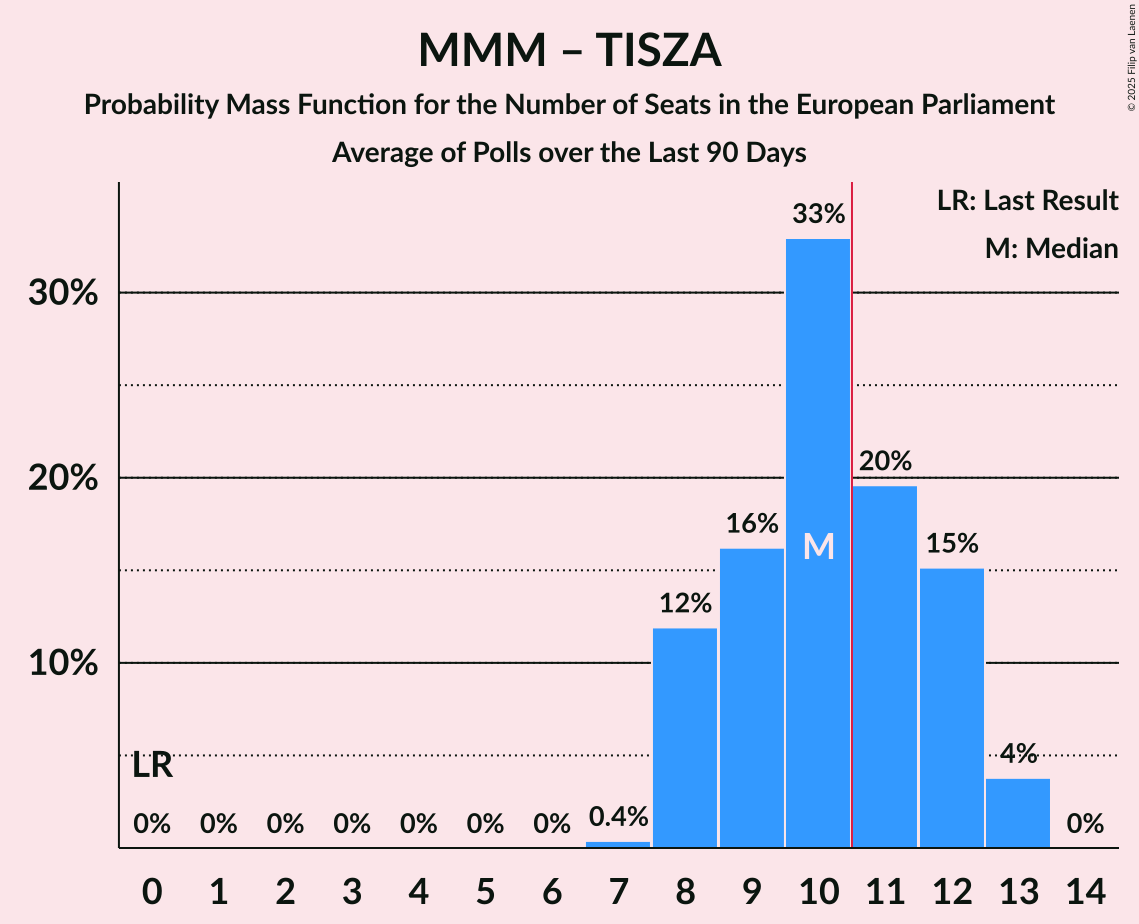 MMM – TISZA
Probability Mass Function for the Number of Seats in the European Parliament
Average of Polls over the Last 90 Days
© 2025 Filip van Laenen
LR: Last Result
M: Median
30%
20%
10%
33%
20%
16%
15%
12%
4%
0.4%
M
LR
0% 0% 0% 0% 0% 0% 0% 0%
0 1 2 3 4 5 6 7 8 9 10 11 12 13 14